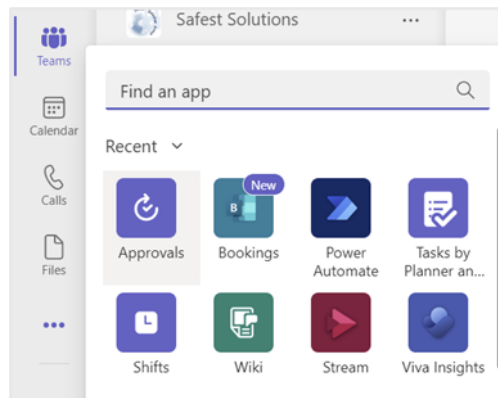 Safest Solutions
...
Teams
Find an app
Calendar
Recent
Calls
New
B
Approvals
Bookings
Power
Automate
Tasks by
Planner an...
Files
Shifts
Wiki
Stream
Viva Insights